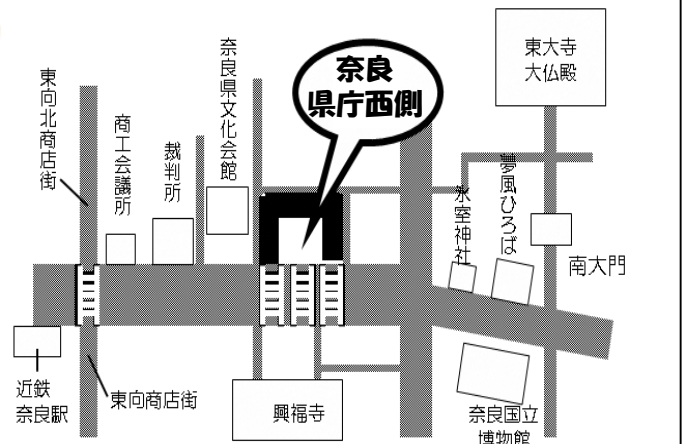 奈良
県庁西側
東大寺
大仏殿
東向北商店街
商工会議所
裁判所
奈良県文化会館
夢風ひろば
氷室神社
南大門
近鉄
奈良駅
東向商店街
興福寺
奈良国立
博物館